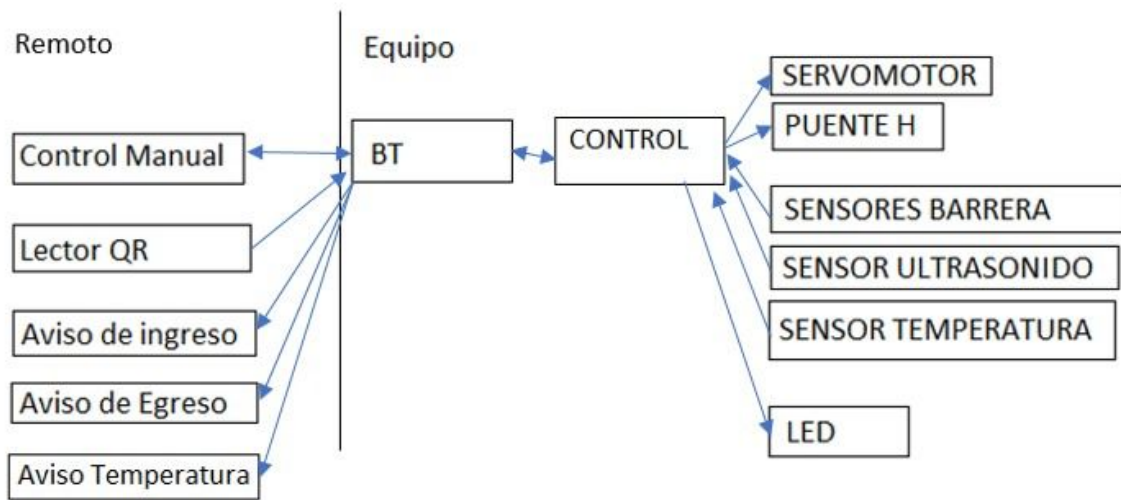 Remoto
Equipo
Control Manual
Lector QR
Aviso de ingreso
Aviso de Egreso
Aviso Temperatura
BT
CONTROL
SERVOMOTOR
PUENTE H
SENSORES BARRERA
SENSOR ULTRASONIDO
SENSOR TEMPERATURA
LED